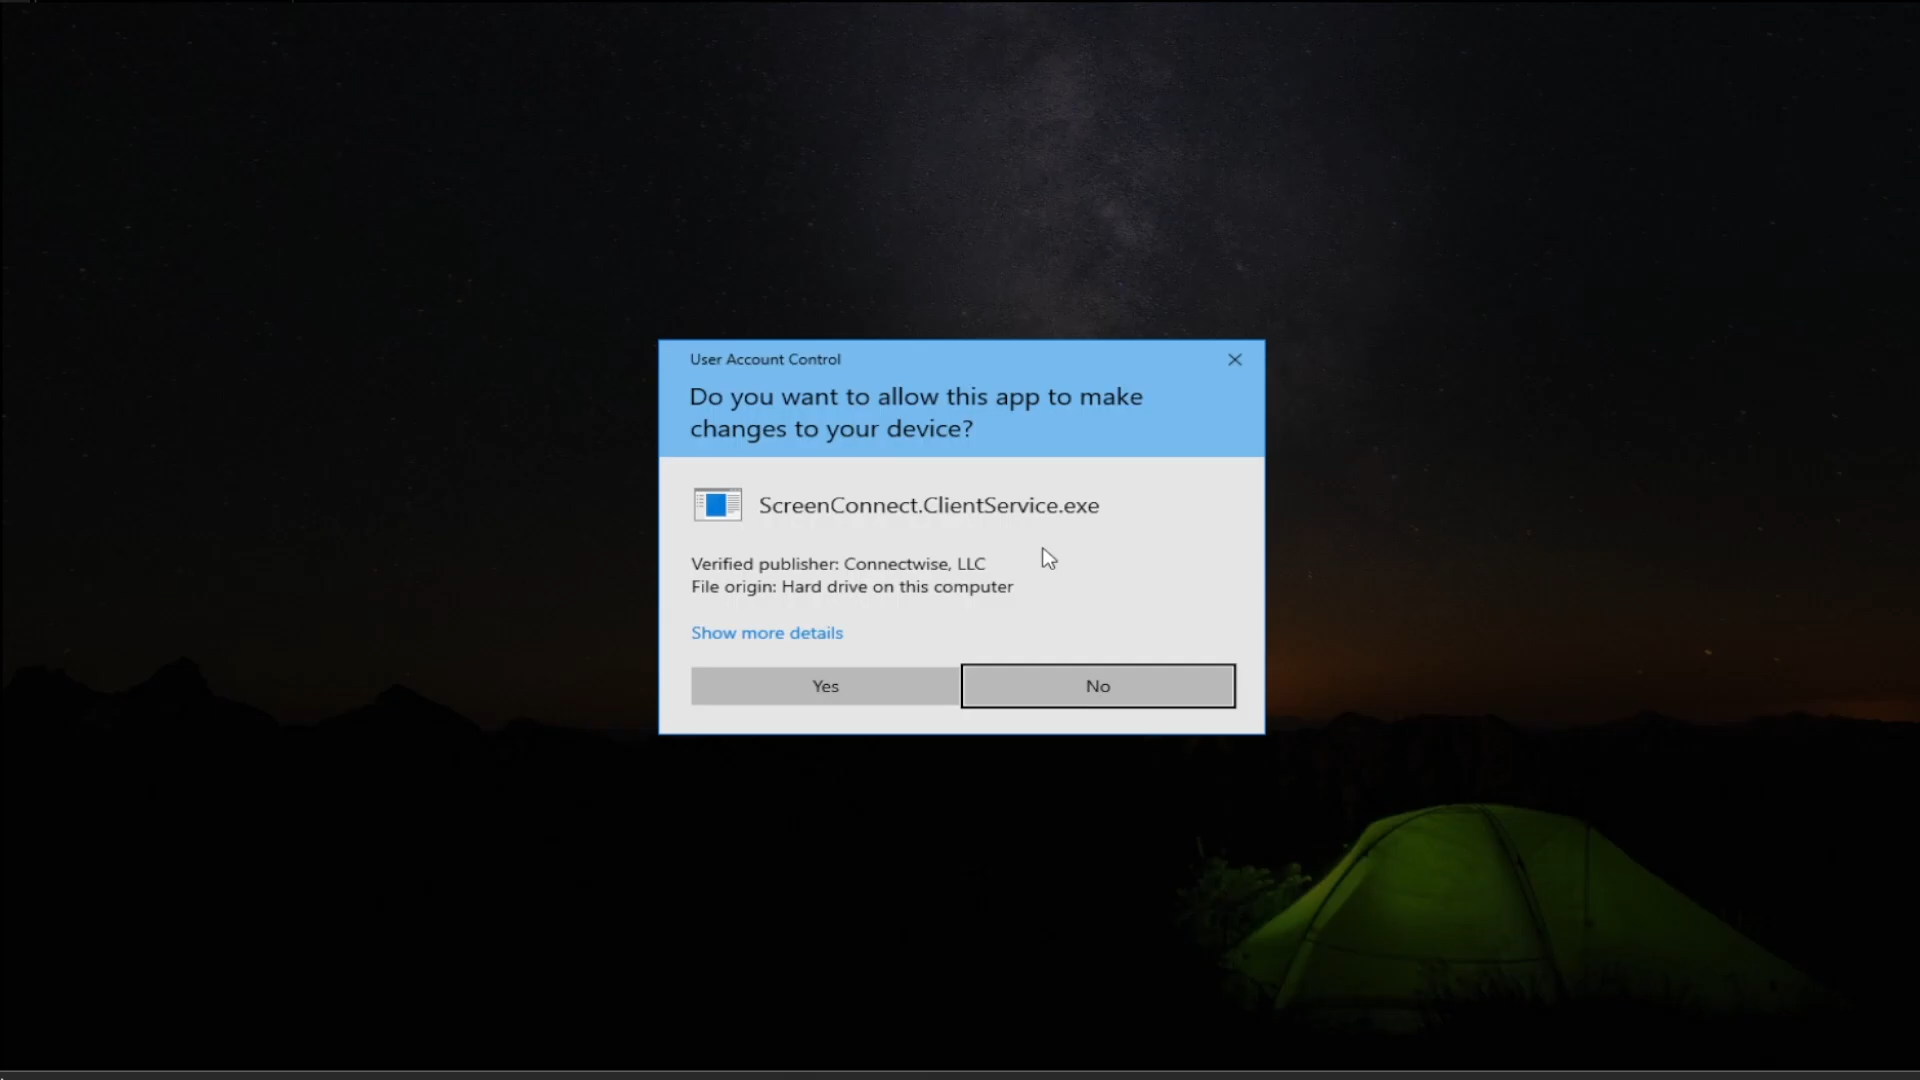 User Account Control
Do you want to allow this app to make
changes to your device?
ScreenConnect.ClientService.exe
Verified publisher: Connectwise, LLC
File origin: Hard drive on this computer
Show more details
Yes
No